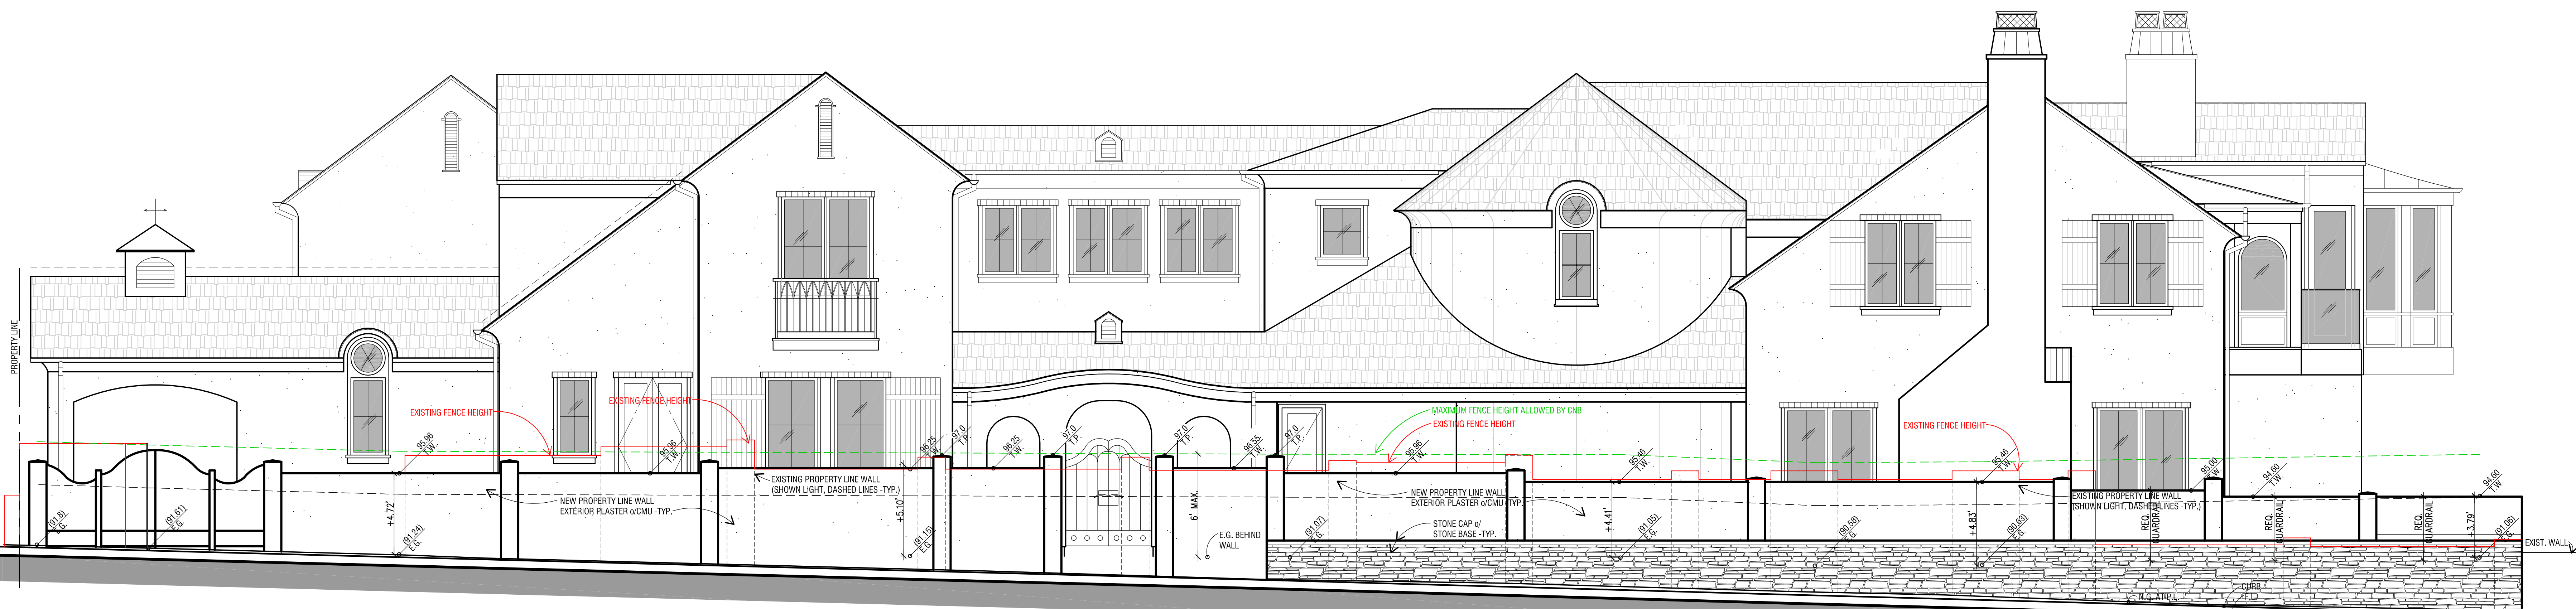 PROPERTY LINE
EXISTING FENCE HEIGHT
EXISTING FENCE HEIGHT
MAXIMUM FENCE HEIGHT ALLOWED BY CNB
EXISTING FENCE HEIGHT
EXISTING FENCE HEIGHT
95.96
T.W.
95.96
T.W.
96.25
T.W.
97.0
T.P.
96.25
T.W.
97.0
T.P.
97.0
T.P.
96.55
T.W.
97.0
T.P.
95.96
T.W.
95.46
T.W.
95.46
T.W.
95.00
T.W.
94.60
T.W.
94.60
T.W.
NEW PROPERTY LINE WALL
EXTERIOR PLASTER o/CMU -TYP.
EXISTING PROPERTY LINE WALL
(SHOWN LIGHT, DASHED LINES -TYP.)
NEW PROPERTY LINE WALL
EXTERIOR PLASTER o/CMU -TYP.
STONE CAP o/
STONE BASE -TYP.
EXISTING PROPERTY LINE WALL
(SHOWN LIGHT, DASHED LINES -TYP.)
(91.8)
E.G.
(91.61)
E.G.
+4.72'
(91.24)
E.G.
+5.10'
(91.15)
E.G.
6' MAX.
E.G. BEHIND
WALL
(91.07)
E.G.
+4.41'
(91.05)
E.G.
(90.58)
E.G.
+4.83'
(90.63)
E.G.
REQ.
GUARDRAIL
REQ.
GUARDRAIL
REQ.
GUARDRAIL
+3.79'
(91.06)
E.G.
EXIST. WALL
CURB
N.G. AT P.L.